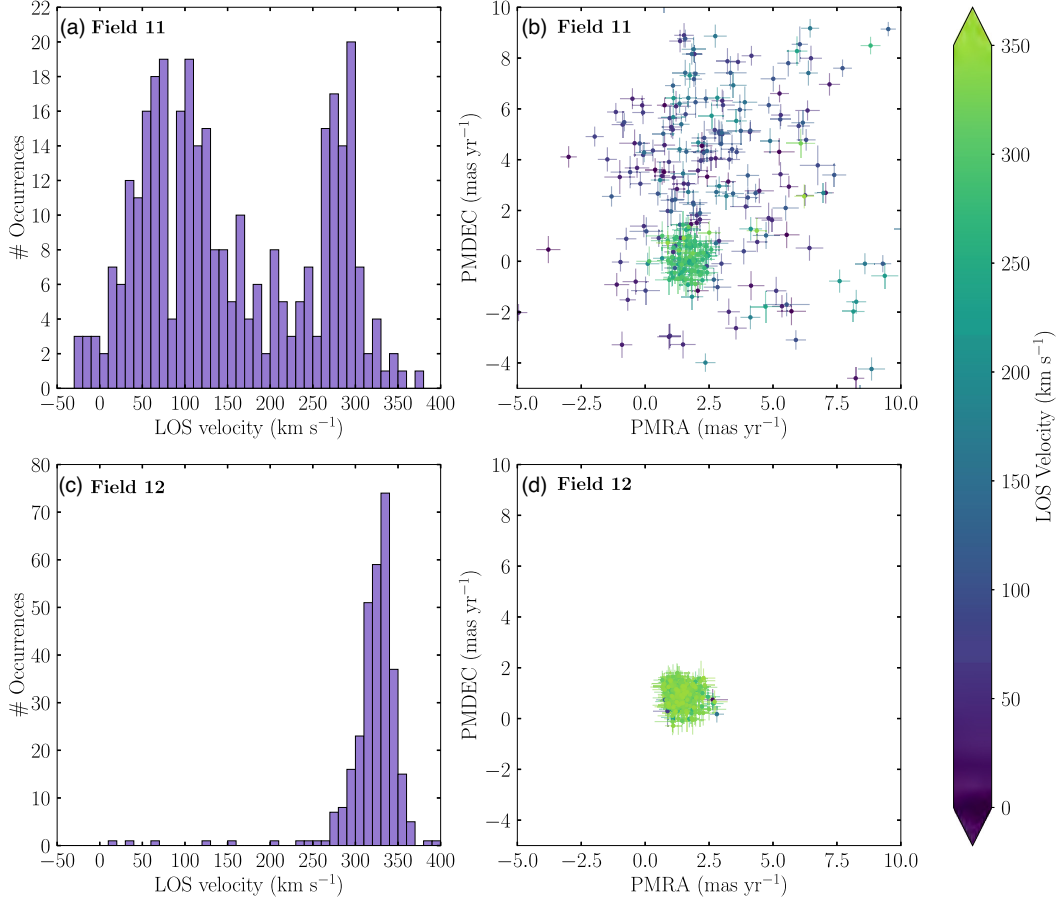 (a) Field 11
22
20
18
16
14
12
10
8
6
4
2
0
# Occurrences
−50 0 50 100 150 200 250 300 350 400
LOS velocity (km s⁻¹)
(b) Field 11
10
8
6
4
2
0
−2
−4
PMDEC (mas yr⁻¹)
−5.0 −2.5 0.0 2.5 5.0 7.5 10.0
PMRA (mas yr⁻¹)
(c) Field 12
80
70
60
50
40
30
20
10
0
# Occurrences
−50 0 50 100 150 200 250 300 350 400
LOS velocity (km s⁻¹)
(d) Field 12
10
8
6
4
2
0
−2
−4
PMDEC (mas yr⁻¹)
−5.0 −2.5 0.0 2.5 5.0 7.5 10.0
PMRA (mas yr⁻¹)
350
300
250
200
150
100
50
0
LOS Velocity (km s⁻¹)